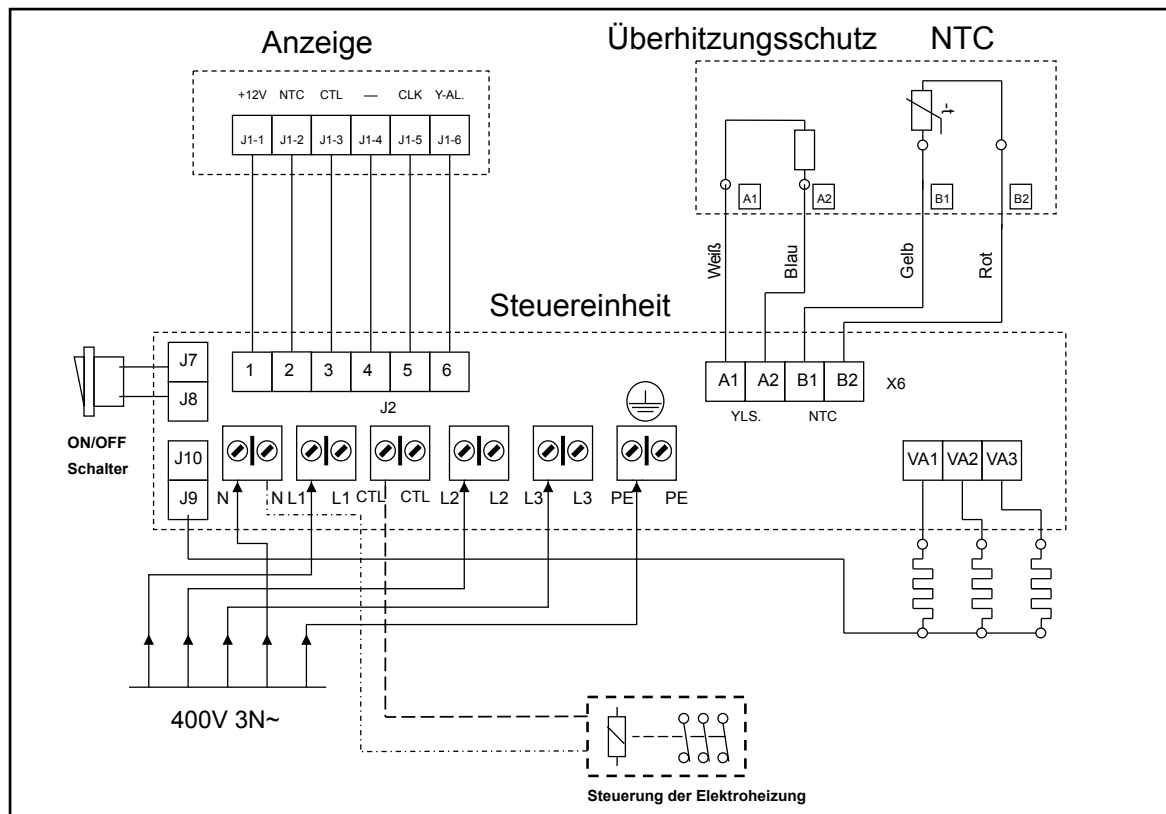 Anzeige
Überhitzungsschutz NTC
+12V NTC CTL — CLK Y-AL.
J1-1 J1-2 J1-3 J1-4 J1-5 J1-6
-t
A1 A2 B1 B2
Weiß Blau Gelb Rot
Steuereinheit
J7
J8
1 2 3 4 5 6
J2
A1 A2 B1 B2 X6
YLS. NTC
ON/OFF
Schalter
J10
J9
N N L1 L1 CTL CTL L2 L2 L3 L3 PE PE
VA1 VA2 VA3
400V 3N~
Steuerung der Elektroheizung